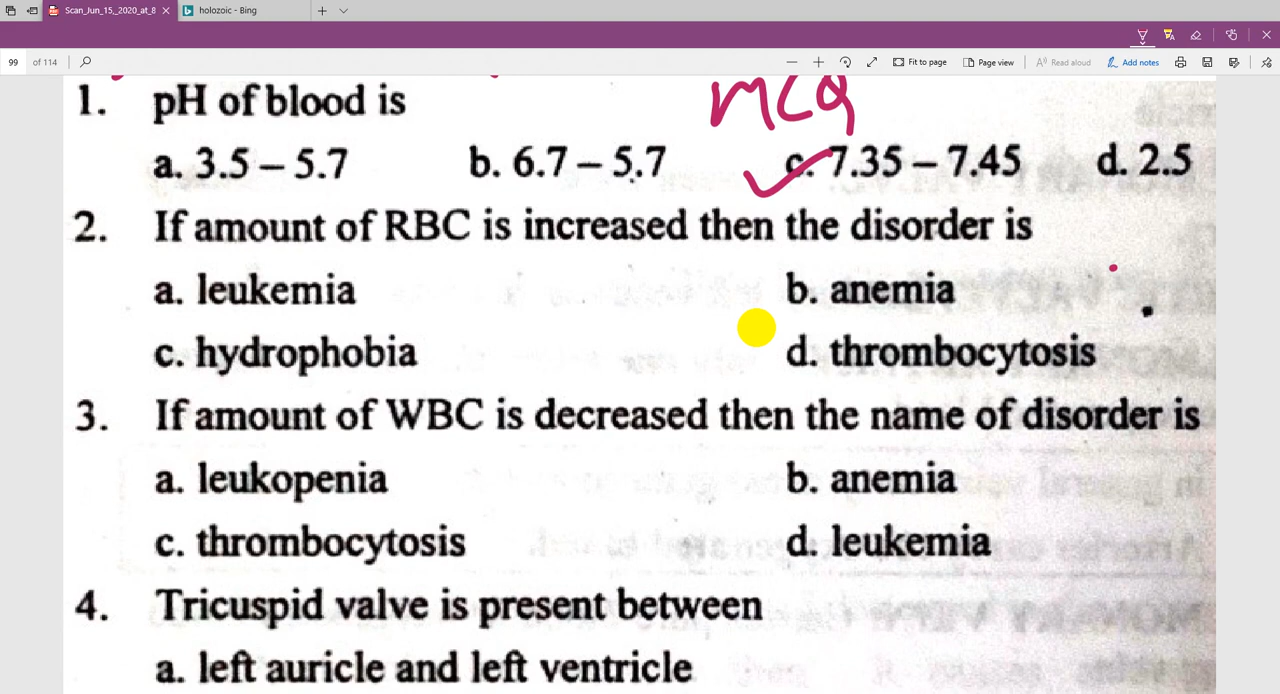 Scan_Jun_15,_2020_at_8
holozoic - Bing
99 of 114
Fit to page
Page view
Read aloud
Add notes
MCQ
1. pH of blood is
a. 3.5 – 5.7 b. 6.7 – 5.7 c. 7.35 – 7.45 d. 2.5
2. If amount of RBC is increased then the disorder is
a. leukemia b. anemia
c. hydrophobia d. thrombocytosis
3. If amount of WBC is decreased then the name of disorder is
a. leukopenia b. anemia
c. thrombocytosis d. leukemia
4. Tricuspid valve is present between
a. left auricle and left ventricle